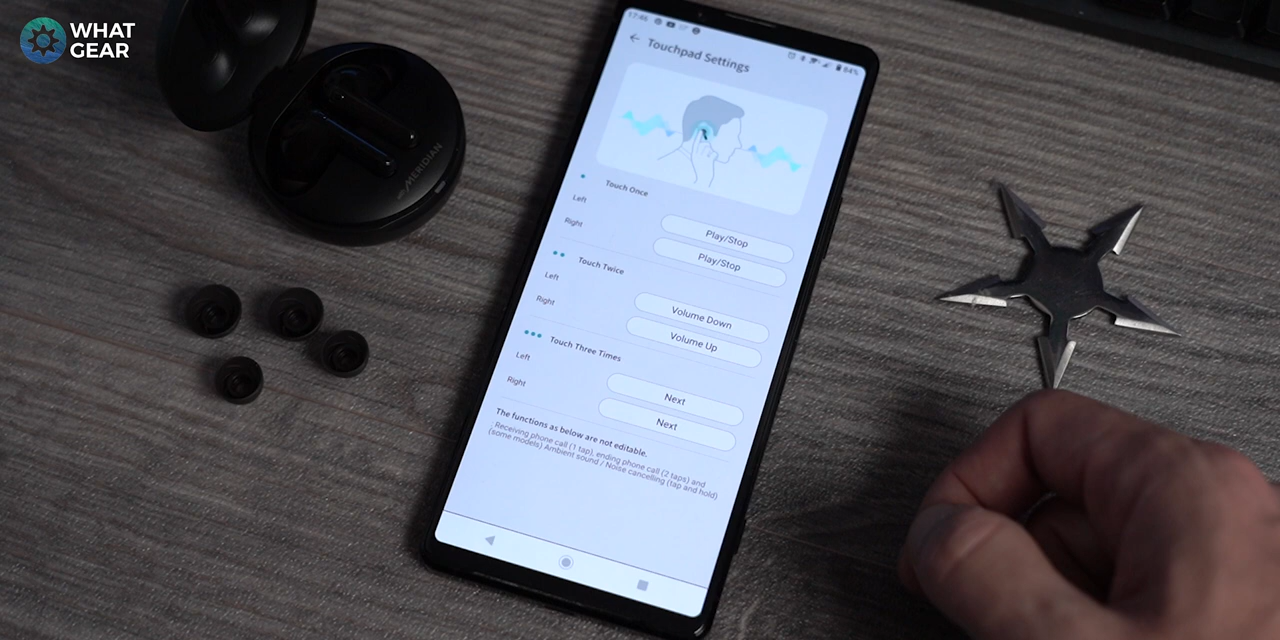 WHAT
GEAR
17:46
84%
Touchpad Settings
MERIDIAN
Touch Once
Left
Play/Stop
Right
Play/Stop
Touch Twice
Left
Volume Down
Right
Volume Up
Touch Three Times
Left
Next
Right
Next
The functions as below are not editable.
Receiving phone call (1 tap), ending phone call (2 taps) and
(some models) Ambient sound / Noise cancelling (tap and hold)